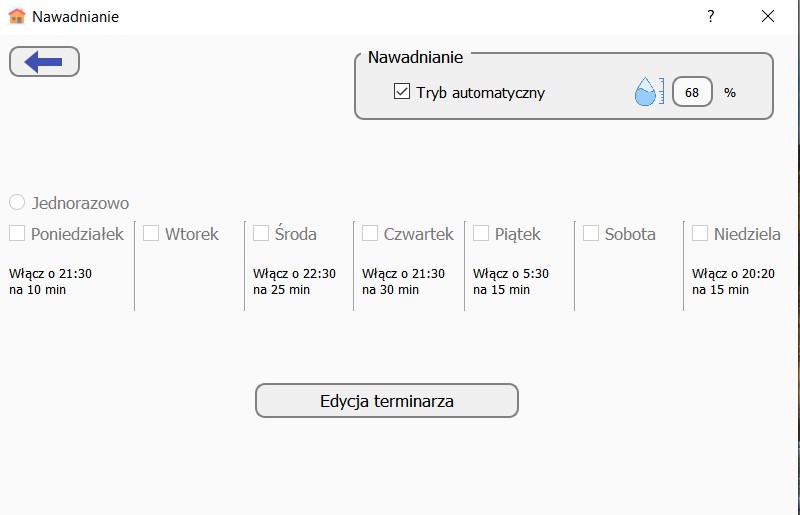 Nawadnianie
?
Nawadnianie
Tryb automatyczny
68 %
Jednorazowo
Poniedziałek
Wtorek
Środa
Czwartek
Piątek
Sobota
Niedziela
Włącz o 21:30
na 10 min
Włącz o 22:30
na 25 min
Włącz o 21:30
na 30 min
Włącz o 5:30
na 15 min
Włącz o 20:20
na 15 min
Edycja terminarza